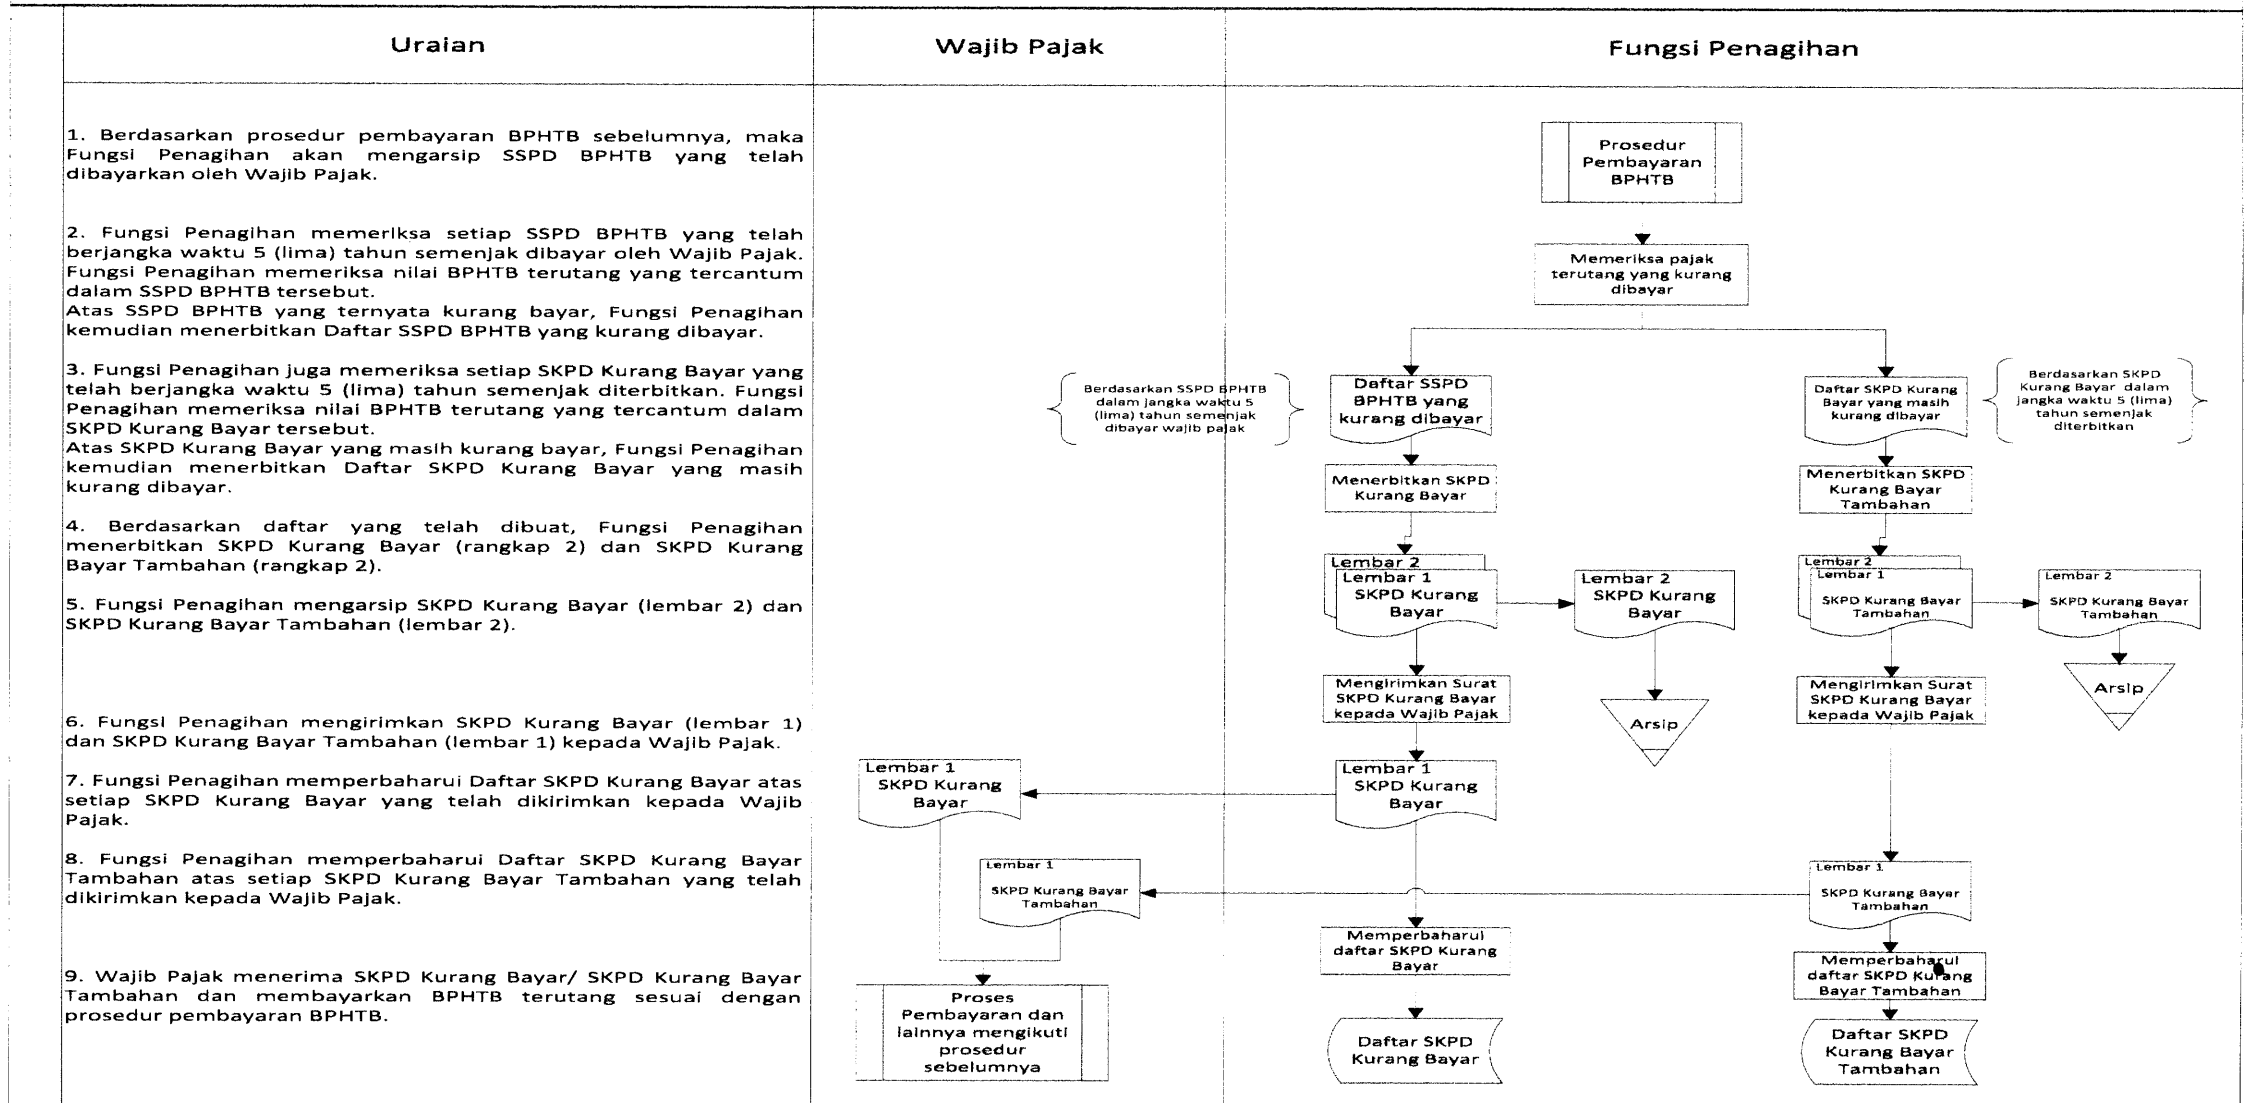 Uraian
Wajib Pajak
Fungsi Penagihan
1. Berdasarkan prosedur pembayaran BPHTB sebelumnya, maka
Fungsi Penagihan akan mengarsip SSPD BPHTB yang telah
dibayarkan oleh Wajib Pajak.
2. Fungsi Penagihan memeriksa setiap SSPD BPHTB yang telah
berjangka waktu 5 (lima) tahun semenjak dibayar oleh Wajib Pajak.
Fungsi Penagihan memeriksa nilai BPHTB terutang yang tercantum
dalam SSPD BPHTB tersebut.
Atas SSPD BPHTB yang ternyata kurang bayar, Fungsi Penagihan
kemudian menerbitkan Daftar SSPD BPHTB yang kurang dibayar.
3. Fungsi Penagihan juga memeriksa setiap SKPD Kurang Bayar yang
telah berjangka waktu 5 (lima) tahun semenjak diterbitkan. Fungsi
Penagihan memeriksa nilai BPHTB terutang yang tercantum dalam
SKPD Kurang Bayar tersebut.
Atas SKPD Kurang Bayar yang masih kurang bayar, Fungsi Penagihan
kemudian menerbitkan Daftar SKPD Kurang Bayar yang masih
kurang dibayar.
4. Berdasarkan daftar yang telah dibuat, Fungsi Penagihan
menerbitkan SKPD Kurang Bayar (rangkap 2) dan SKPD Kurang
Bayar Tambahan (rangkap 2).
5. Fungsi Penagihan mengarsip SKPD Kurang Bayar (lembar 2) dan
SKPD Kurang Bayar Tambahan (lembar 2).
6. Fungsi Penagihan mengirimkan SKPD Kurang Bayar (lembar 1)
dan SKPD Kurang Bayar Tambahan (lembar 1) kepada Wajib Pajak.
7. Fungsi Penagihan memperbaharui Daftar SKPD Kurang Bayar atas
setiap SKPD Kurang Bayar yang telah dikirimkan kepada Wajib
Pajak.
8. Fungsi Penagihan memperbaharui Daftar SKPD Kurang Bayar
Tambahan atas setiap SKPD Kurang Bayar Tambahan yang telah
dikirimkan kepada Wajib Pajak.
9. Wajib Pajak menerima SKPD Kurang Bayar/ SKPD Kurang Bayar
Tambahan dan membayarkan BPHTB terutang sesuai dengan
prosedur pembayaran BPHTB.
Prosedur
Pembayaran
BPHTB
Memeriksa pajak
terutang yang kurang
dibayar
Berdasarkan SSPD BPHTB
dalam jangka waktu 5
(lima) tahun semenjak
dibayar wajib pajak
Daftar SSPD
BPHTB yang
kurang dibayar
Daftar SKPD Kurang
Bayar yang masih
kurang dibayar
Berdasarkan SKPD
Kurang Bayar dalam
jangka waktu 5 (lima)
tahun semenjak
diterbitkan
Menerbitkan SKPD
Kurang Bayar
Menerbitkan SKPD
Kurang Bayar
Tambahan
Lembar 2
Lembar 1
SKPD Kurang
Bayar
Lembar 2
SKPD Kurang
Bayar
Lembar 2
Lembar 1
SKPD Kurang Bayar
Tambahan
Lembar 2
SKPD Kurang Bayar
Tambahan
Mengirimkan Surat
SKPD Kurang Bayar
kepada Wajib Pajak
Arsip
Mengirimkan Surat
SKPD Kurang Bayar
kepada Wajib Pajak
Arsip
Lembar 1
SKPD Kurang
Bayar
Lembar 1
SKPD Kurang
Bayar
Lembar 1
SKPD Kurang Bayar
Tambahan
Lembar 1
SKPD Kurang Bayar
Tambahan
Memperbaharui
daftar SKPD Kurang
Bayar
Memperbaharui
daftar SKPD Kurang
Bayar Tambahan
Proses
Pembayaran dan
lainnya mengikuti
prosedur
sebelumnya
Daftar SKPD
Kurang Bayar
Daftar SKPD
Kurang Bayar
Tambahan